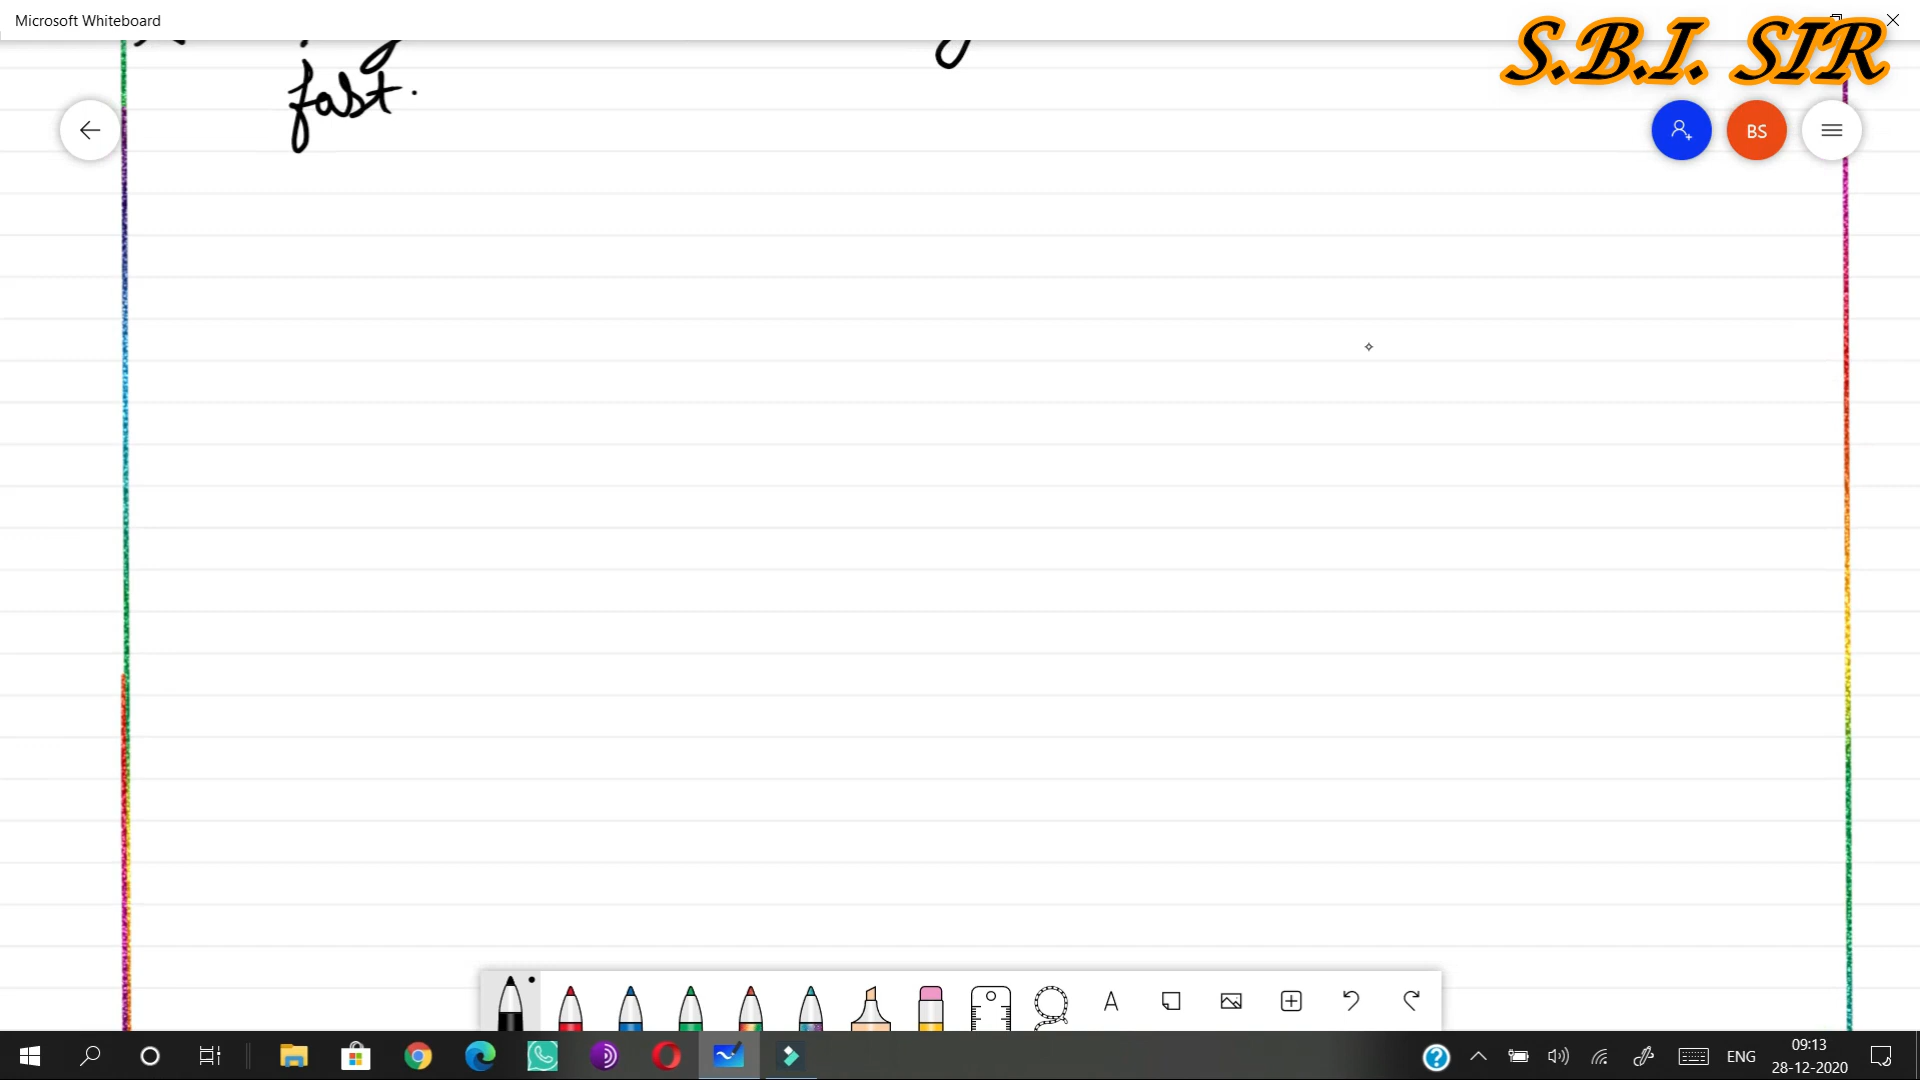 Microsoft Whiteboard
S.B.I. SIR
fast.
BS
A
ENG
09:13
28-12-2020